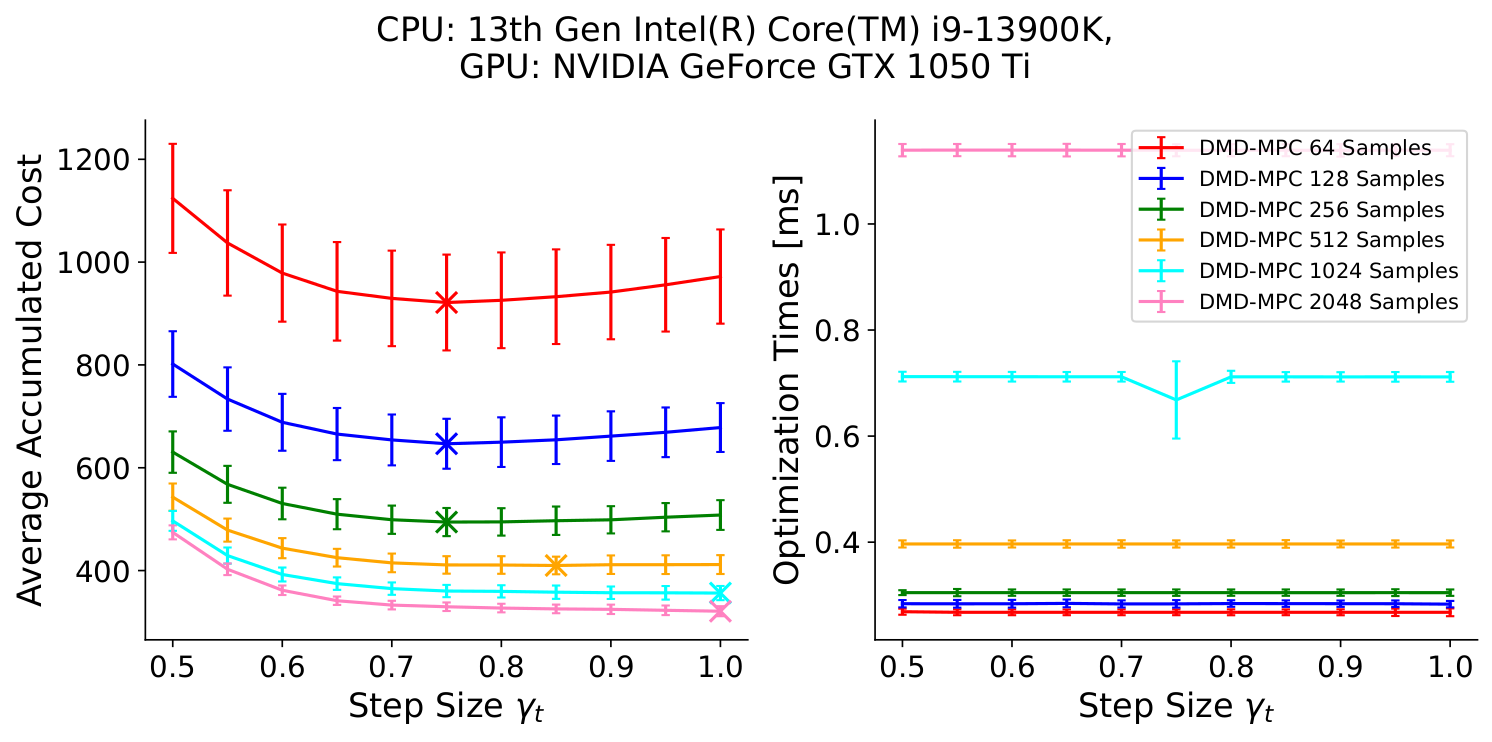 CPU: 13th Gen Intel(R) Core(TM) i9-13900K,
GPU: NVIDIA GeForce GTX 1050 Ti
Average Accumulated Cost
1200
1000
800
600
400
0.5 0.6 0.7 0.8 0.9 1.0
Step Size γt
Optimization Times [ms]
1.0
0.8
0.6
0.4
0.5 0.6 0.7 0.8 0.9 1.0
Step Size γt
DMD-MPC 64 Samples
DMD-MPC 128 Samples
DMD-MPC 256 Samples
DMD-MPC 512 Samples
DMD-MPC 1024 Samples
DMD-MPC 2048 Samples